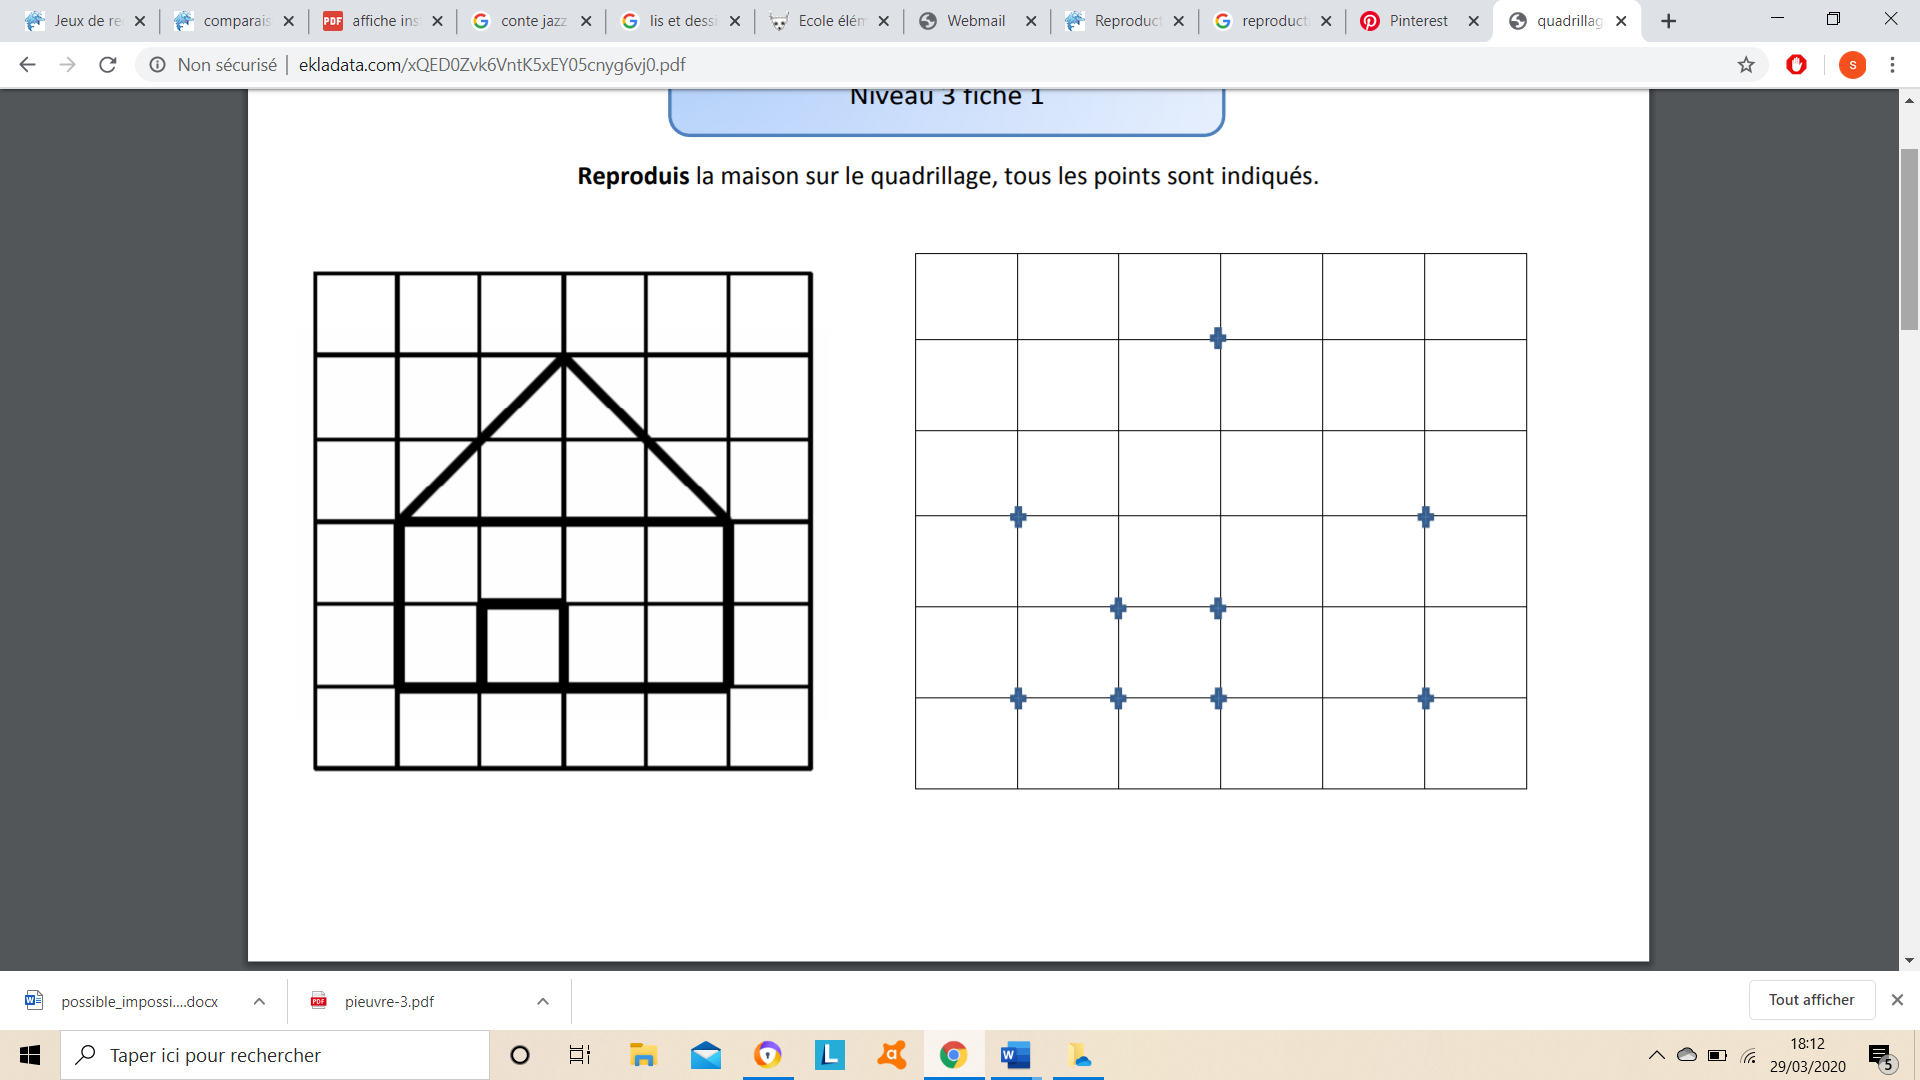 Jeux de re
comparais
affiche ins
conte jazz
lis et dessi
Ecole élém
Webmail
Reproduct
reproducti
Pinterest
quadrillag
Non sécurisé
ekladata.com/xQED0Zvk6VntK5xEY05cnyg6vj0.pdf
s
Niveau 3 fiche 1
Reproduis la maison sur le quadrillage, tous les points sont indiqués.
possible_impossi....docx
pieuvre-3.pdf
Tout afficher
Taper ici pour rechercher
18:12
29/03/2020
5